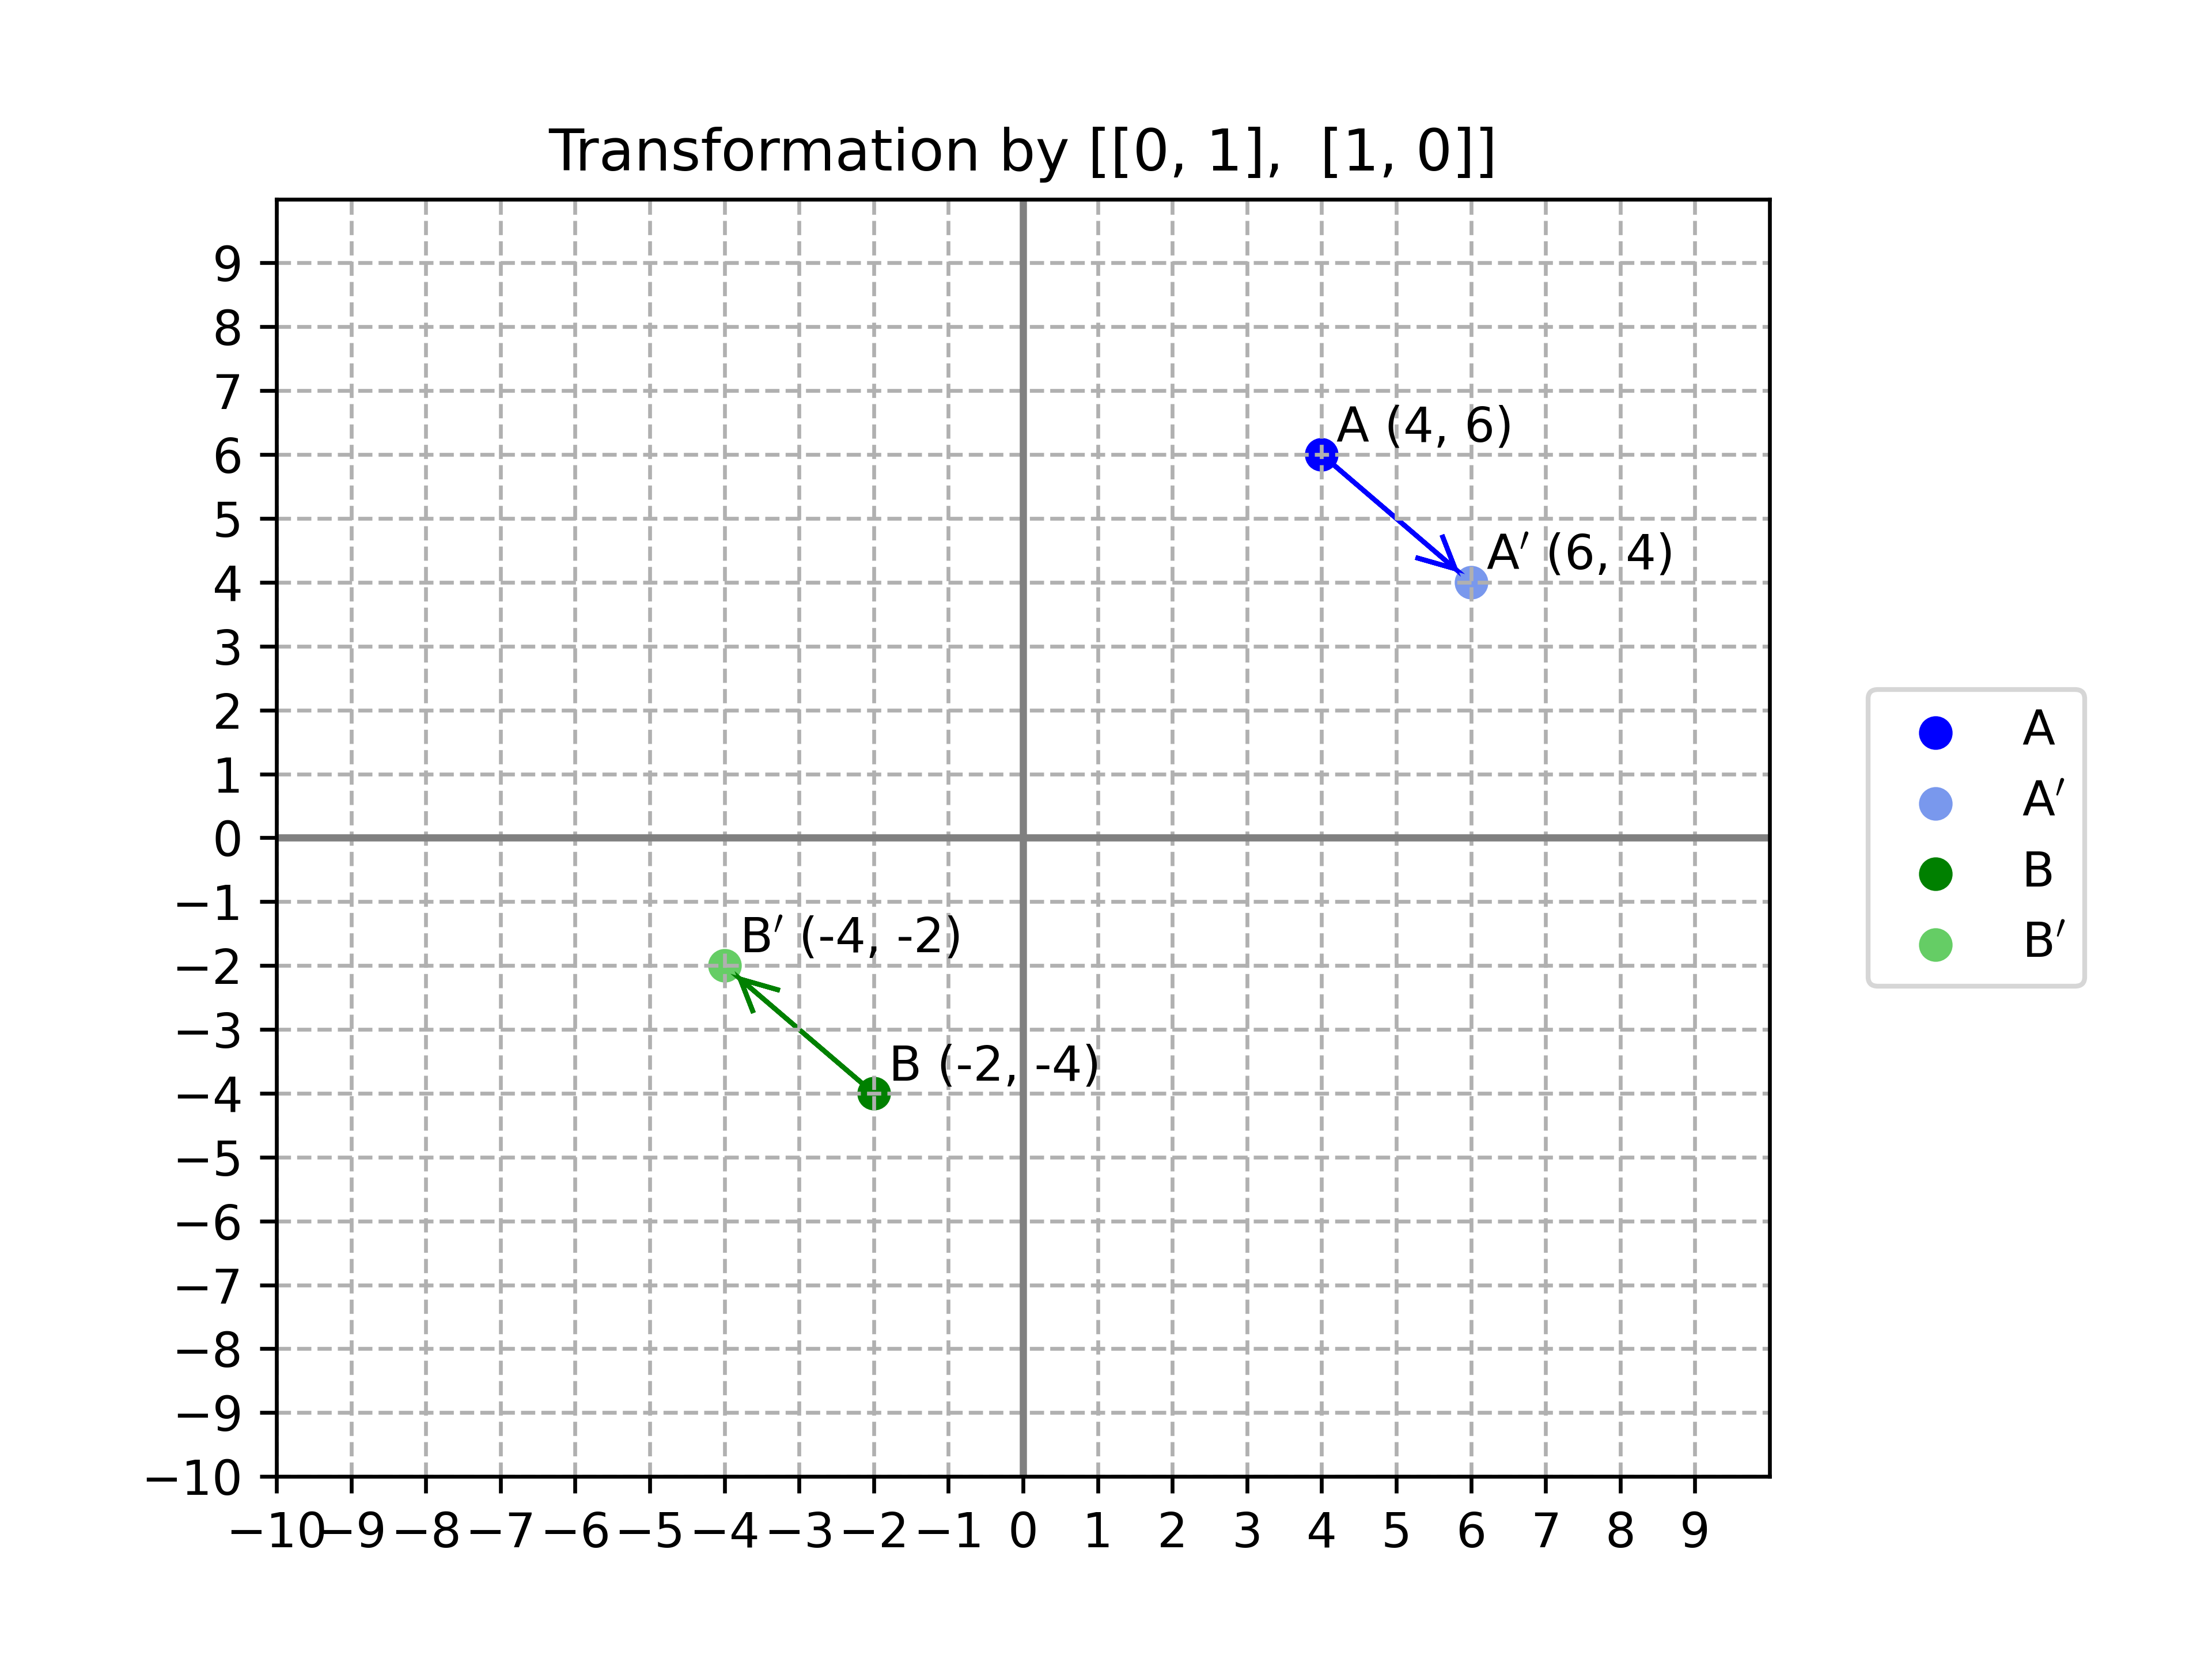 Transformation by [[0, 1],  [1, 0]]
9
8
7
6
5
4
3
2
1
0
−1
−2
−3
−4
−5
−6
−7
−8
−9
−10
A (4, 6)
A′ (6, 4)
B′ (-4, -2)
B (-2, -4)
−10 −9 −8 −7 −6 −5 −4 −3 −2 −1 0 1 2 3 4 5 6 7 8 9
A
A′
B
B′